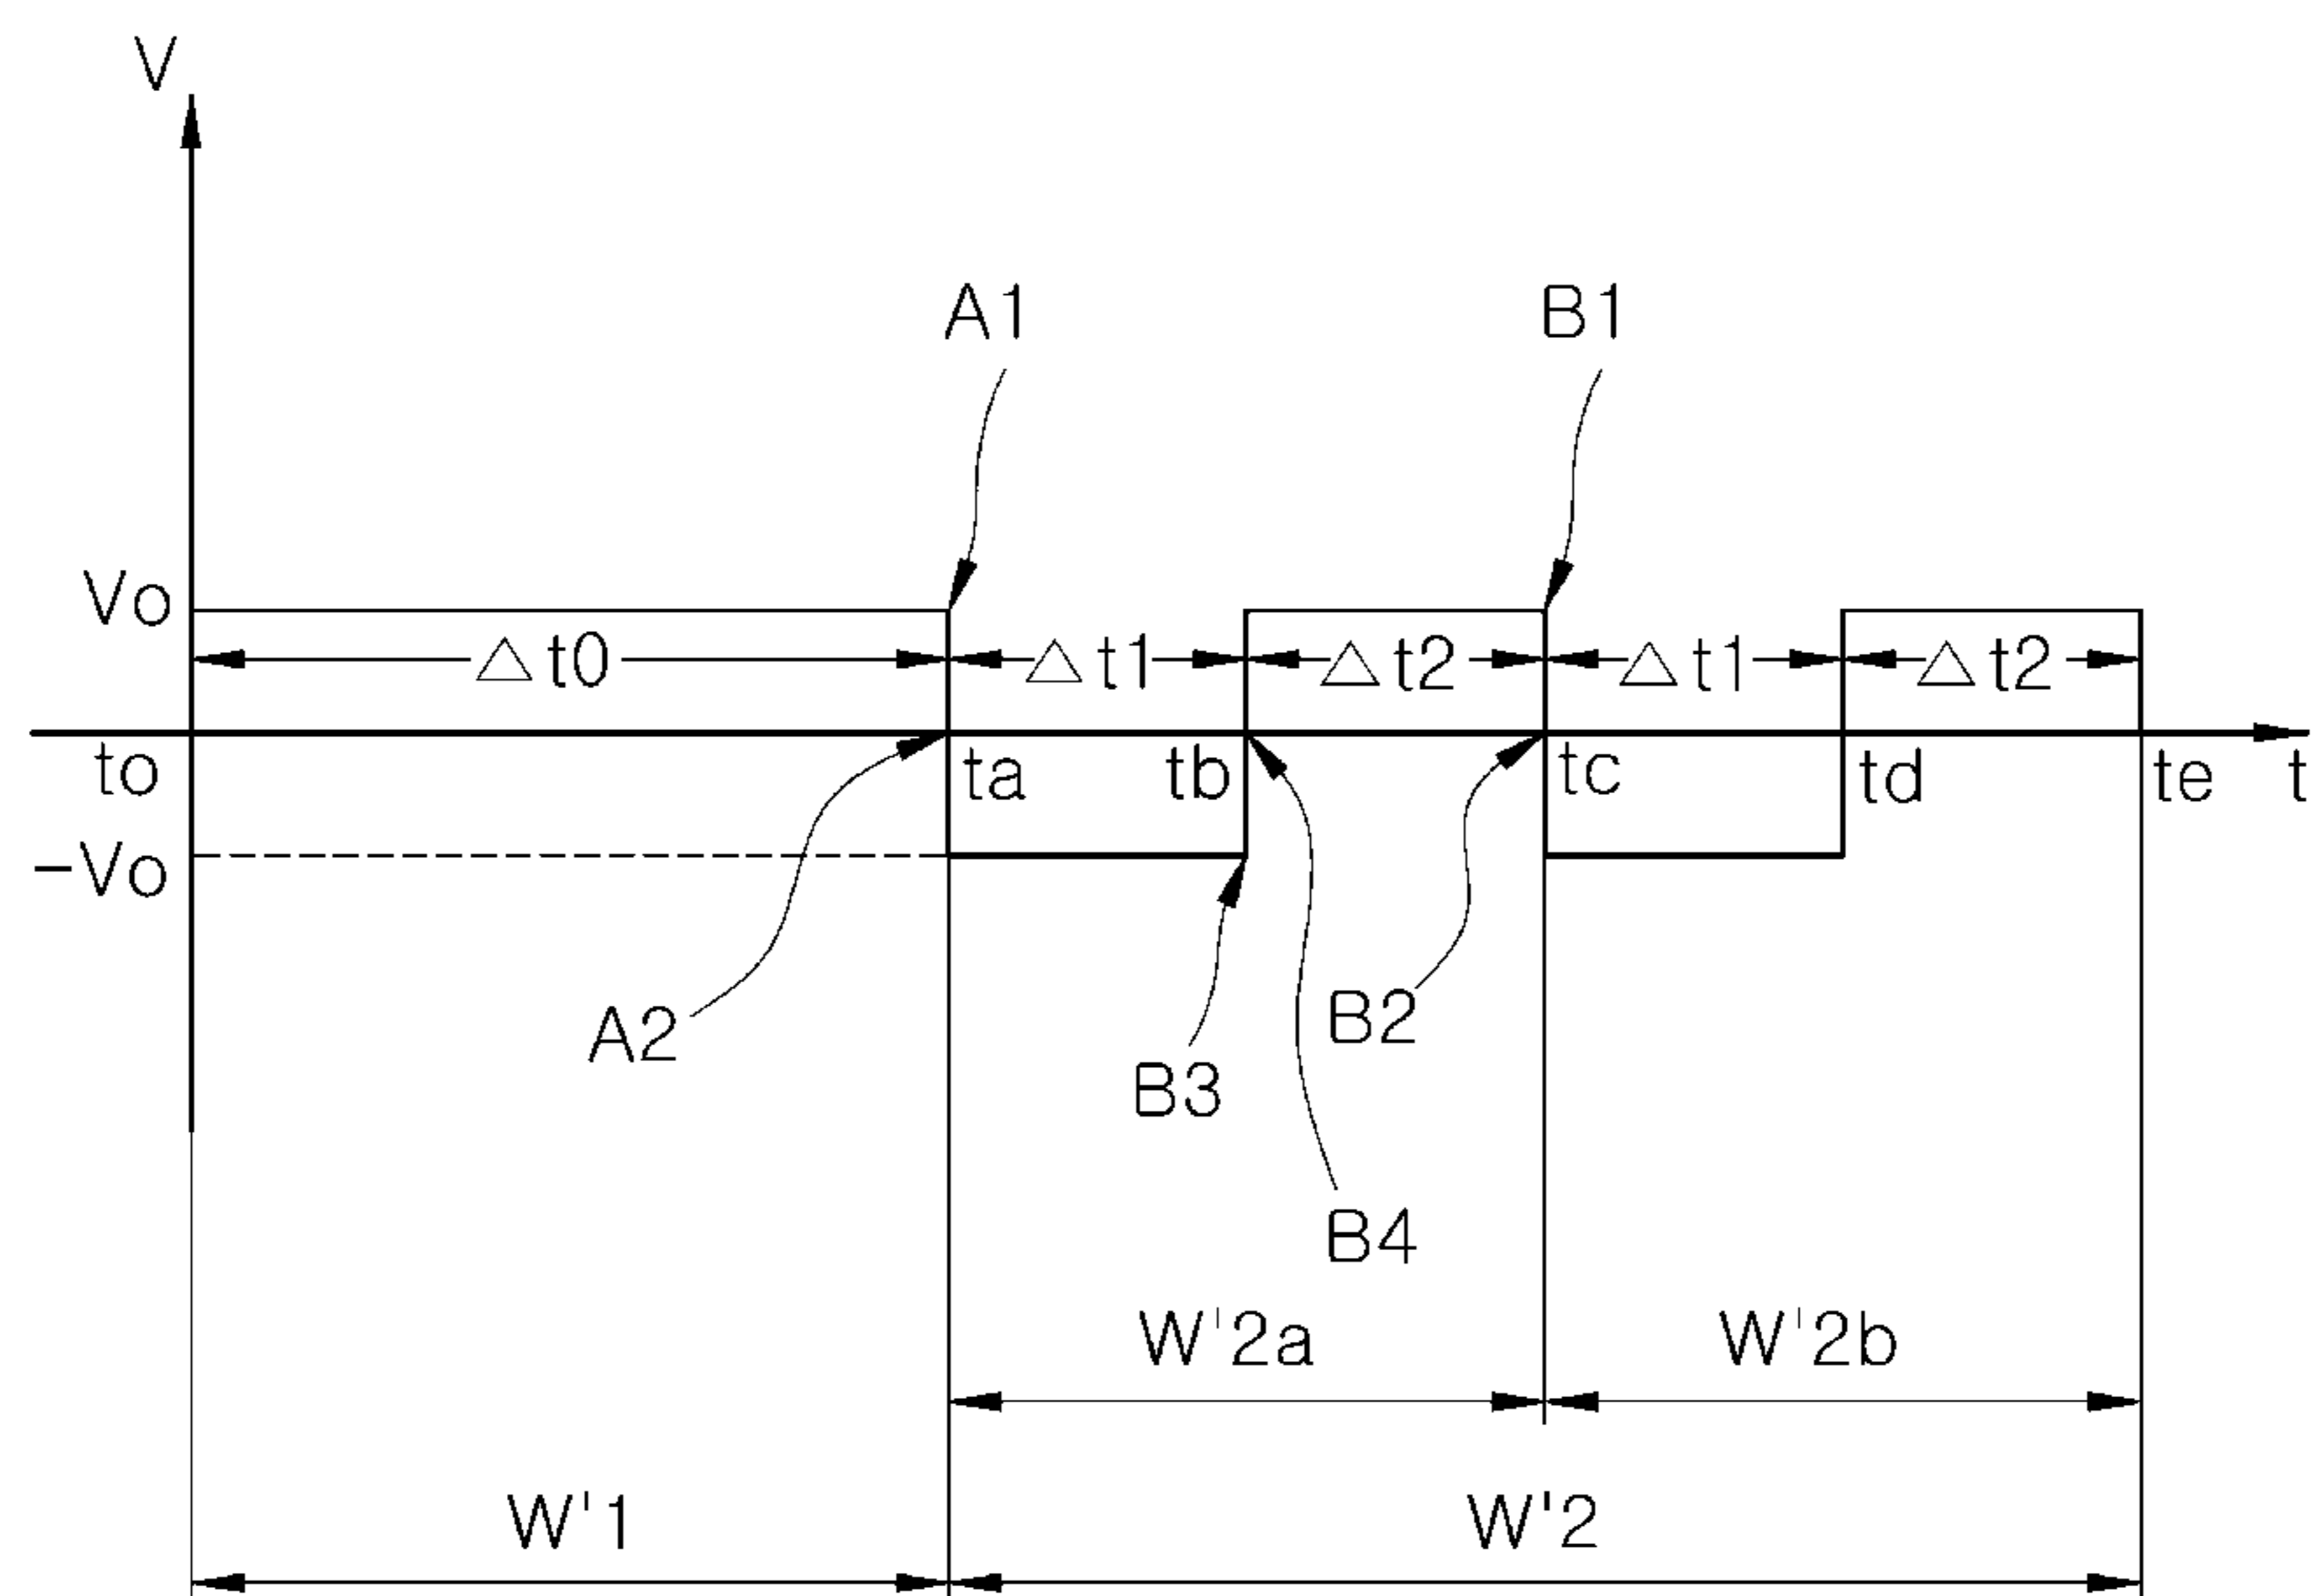 V
A1 B1
Vo
△t0 △t1 △t2 △t1 △t2
to ta tb tc td te t
-Vo
A2 B3 B2
B4
W'2a W'2b
W'1 W'2